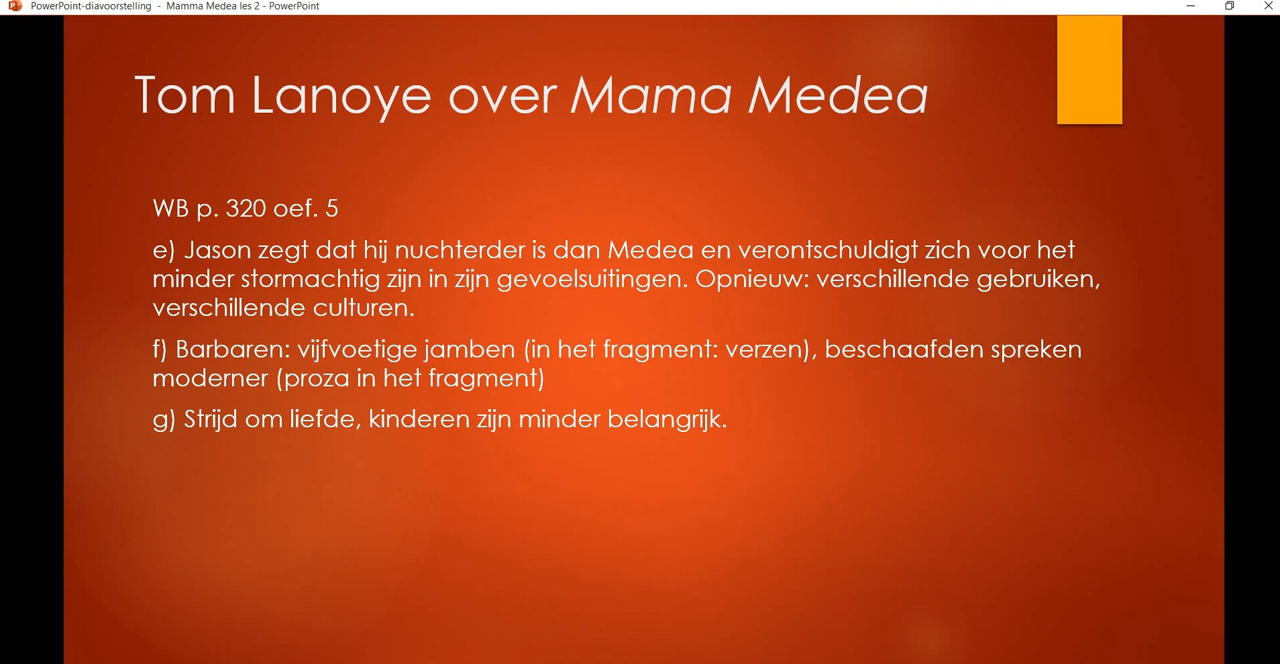 PowerPoint-diavoorstelling - Mamma Medea les 2 - PowerPoint
Tom Lanoye over Mama Medea
WB p. 320 oef. 5
e) Jason zegt dat hij nuchterder is dan Medea en verontschuldigt zich voor het
minder stormachtig zijn in zijn gevoelsuitingen. Opnieuw: verschillende gebruiken,
verschillende culturen.
f) Barbaren: vijfvoetige jamben (in het fragment: verzen), beschaafden spreken
moderner (proza in het fragment)
g) Strijd om liefde, kinderen zijn minder belangrijk.